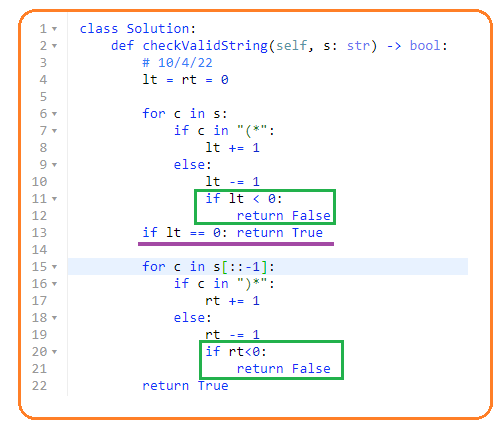 1 class Solution:
2     def checkValidString(self, s: str) -> bool:
3         # 10/4/22
4         lt = rt = 0
5
6         for c in s:
7             if c in "(*":
8                 lt += 1
9             else:
10                 lt -= 1
11                 if lt < 0:
12                     return False
13         if lt == 0: return True
14
15         for c in s[::-1]:
16             if c in ")*":
17                 rt += 1
18             else:
19                 rt -= 1
20                 if rt<0:
21                     return False
22         return True